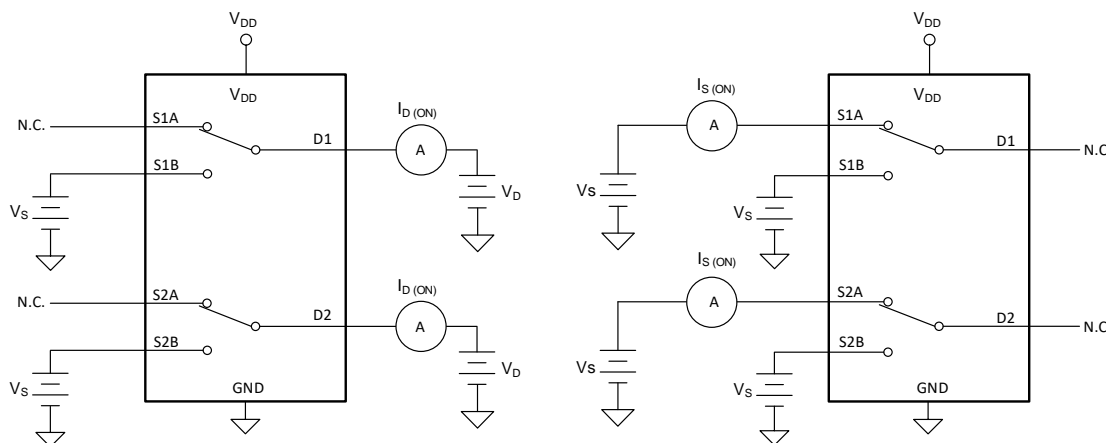 VDD
VDD
N.C.
S1A
D1
ID (ON)
A
S1B
VS
VD
N.C.
S2A
D2
ID (ON)
A
S2B
VS
VD
GND
VDD
VDD
IS (ON)
A
S1A
D1
N.C.
S1B
Vs
VS
IS (ON)
A
S2A
D2
N.C
S2B
Vs
VS
GND